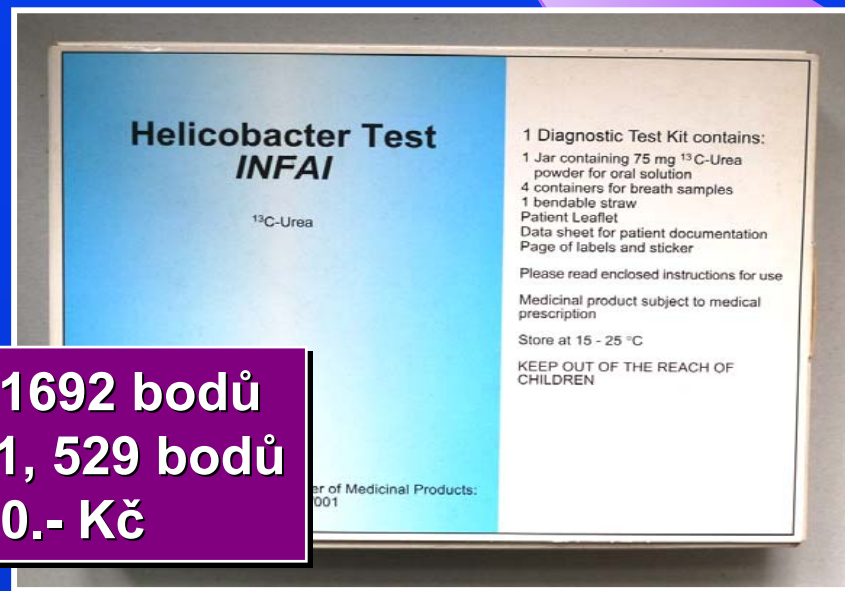 Helicobacter Test
INFAI
¹³C-Urea
1 Diagnostic Test Kit contains:
1 Jar containing 75 mg ¹³C-Urea
powder for oral solution
4 containers for breath samples
1 bendable straw
Patient Leaflet
Data sheet for patient documentation
Page of labels and sticker
Please read enclosed instructions for use
Medicinal product subject to medical
prescription
Store at 15 - 25 °C
KEEP OUT OF THE REACH OF
CHILDREN
of Medicinal Products:
1692 bodů
1, 529 bodů
0.- Kč